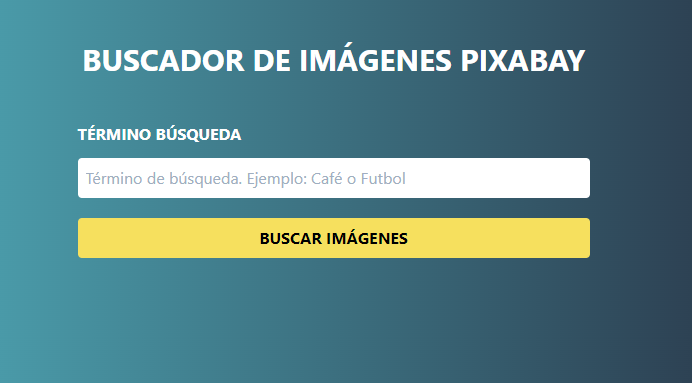 BUSCADOR DE IMÁGENES PIXABAY
TÉRMINO BÚSQUEDA
Término de búsqueda. Ejemplo: Café o Futbol
BUSCAR IMÁGENES